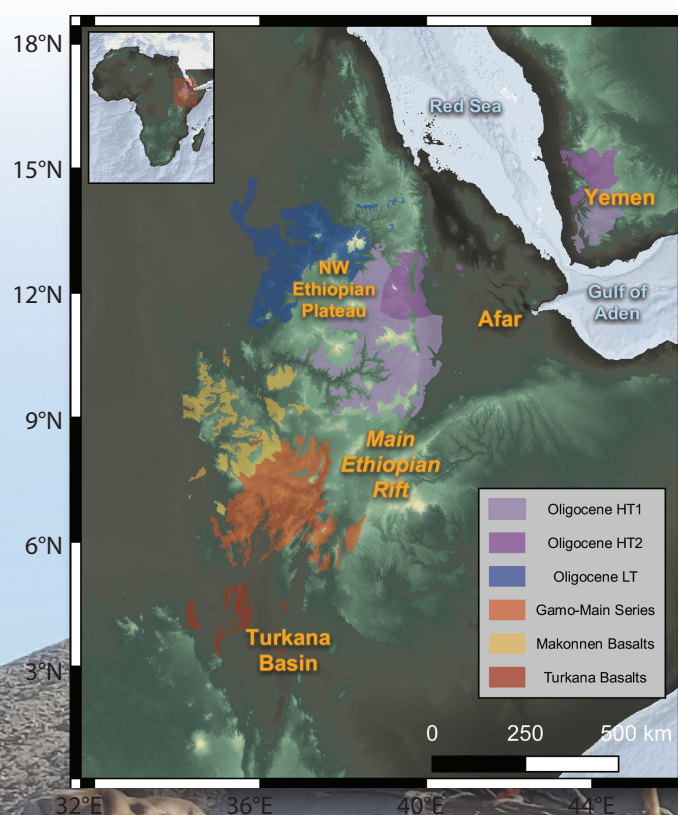 18°N
15°N
12°N
9°N
6°N
3°N
Red Sea
Yemen
Gulf of
Aden
NW
Ethiopian
Plateau
Afar
Main
Ethiopian
Rift
Turkana
Basin
Oligocene HT1
Oligocene HT2
Oligocene LT
Gamo-Main Series
Makonnen Basalts
Turkana Basalts
0 250 500 km
32°E 36°E 40°E 44°E